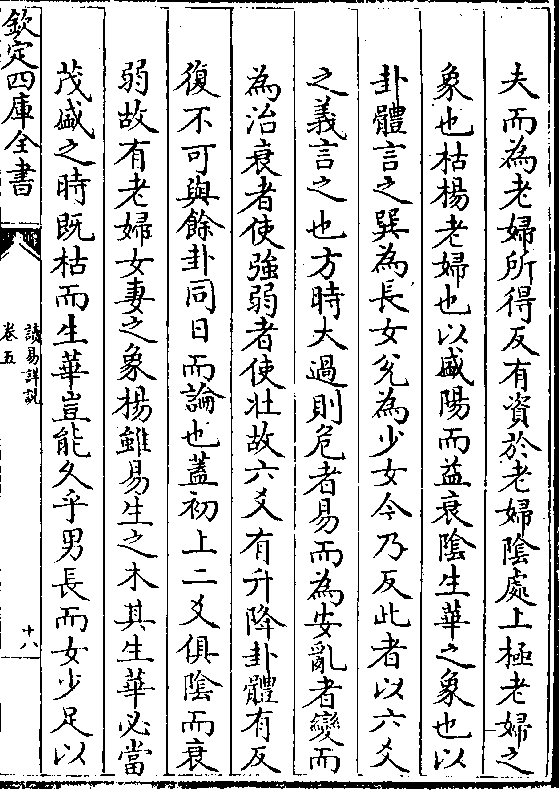 夫而為老婦所得反有資於老婦陰處上極老婦之
象也枯楊老婦也以盛陽而益衰陰生華之象也以
卦體言之巽為長女兌為少女今乃反此者以六爻
之義言之也方時大過則危者易而為安亂者變而
為治衰者使強弱者使壯故六爻有升降卦體有反
復不可與餘卦同日而論也蓋初上二爻俱陰而衰
弱故有老婦女妻之象楊雖易生之木其生華必當
茂盛之時既枯而生華豈能久乎男長而女少足以
欽定四庫全書
讀易詳說
卷五
十八